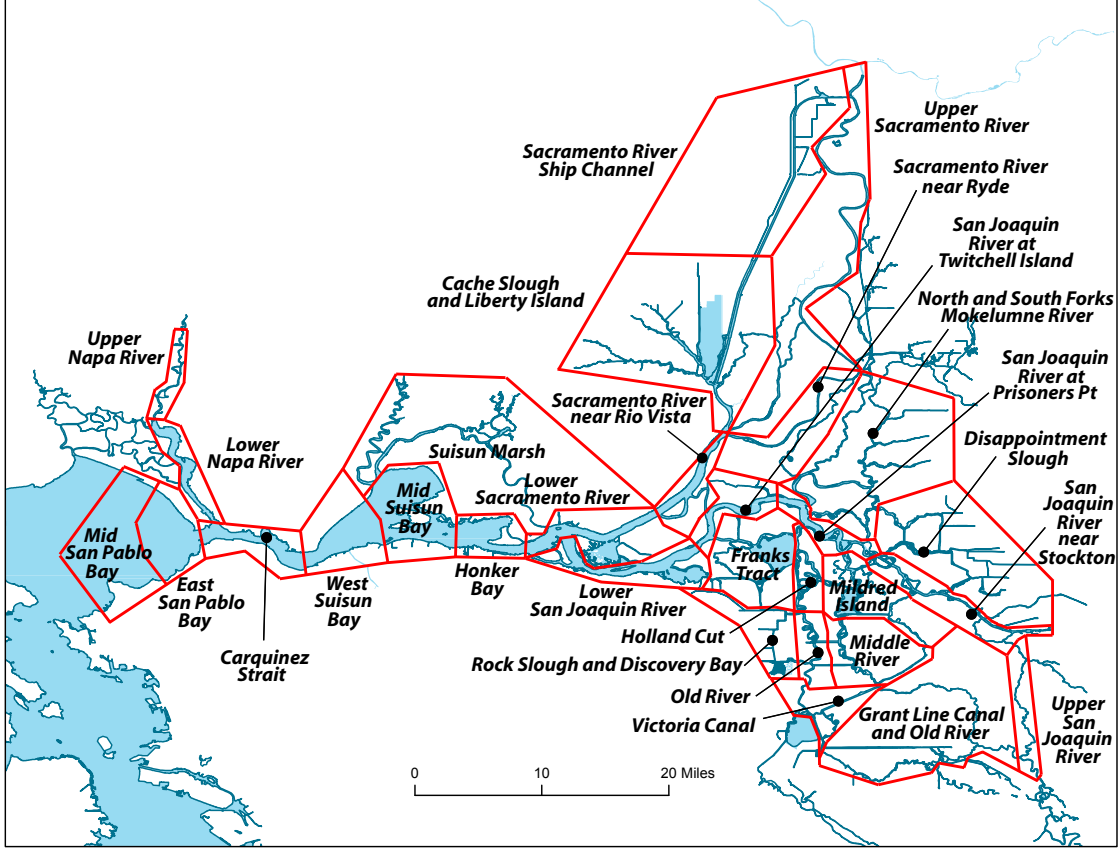 Upper
Sacramento River
Sacramento River
Ship Channel
Sacramento River
near Ryde
San Joaquin
River at
Twitchell Island
Cache Slough
and Liberty Island
North and South Forks
Mokelumne River
Upper
Napa River
San Joaquin
River at
Prisoners Pt
Sacramento River
near Rio Vista
Disappointment
Slough
Lower
Napa River
Suisun Marsh
Lower
Sacramento River
Mid
Suisun
Bay
San
Joaquin
River
near
Stockton
Mid
San Pablo
Bay
Franks
Tract
East
San Pablo
Bay
West
Suisun
Bay
Honker
Bay
Lower
San Joaquin River
Mildred
Island
Holland Cut
Carquinez
Strait
Rock Slough and Discovery Bay
Middle
River
Old River
Victoria Canal
Grant Line Canal
and Old River
Upper
San
Joaquin
River
0 10 20 Miles